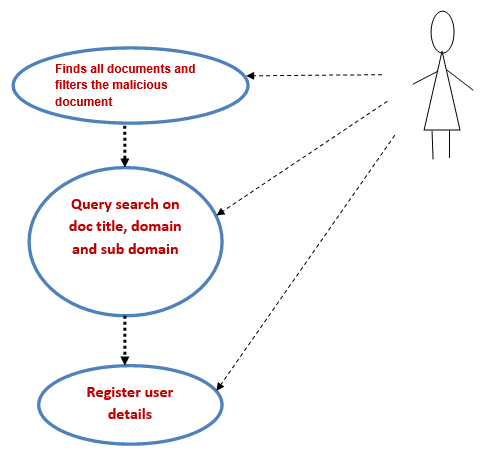 Finds all documents and
filters the malicious
document
Query search on
doc title, domain
and sub domain
Register user
details